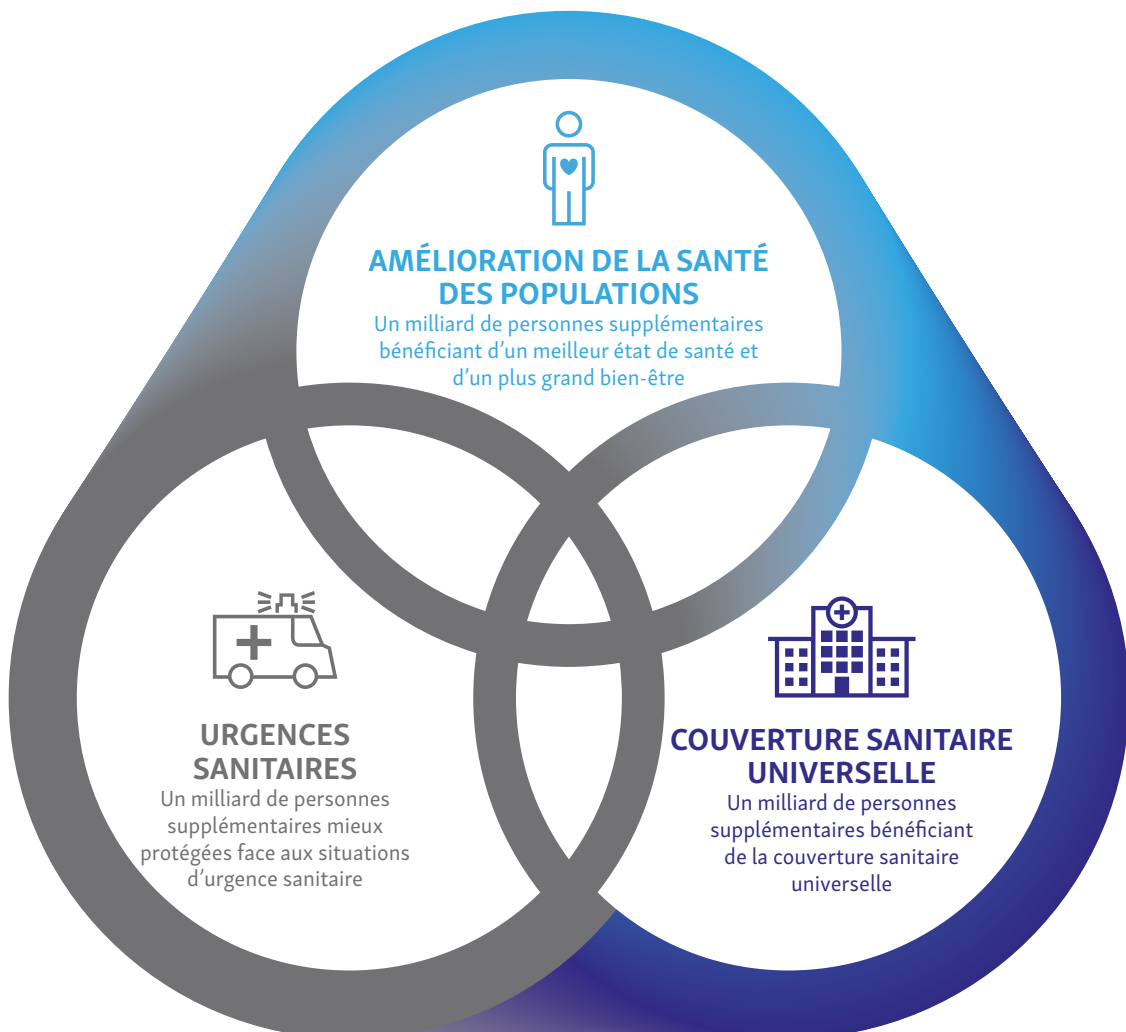 AMÉLIORATION DE LA SANTÉ
DES POPULATIONS
Un milliard de personnes supplémentaires
bénéficiant d’un meilleur état de santé et
d’un plus grand bien-être
URGENCES
SANITAIRES
Un milliard de personnes
supplémentaires mieux
protégées face aux situations
d’urgence sanitaire
COUVERTURE SANITAIRE
UNIVERSELLE
Un milliard de personnes
supplémentaires bénéficiant
de la couverture sanitaire
universelle